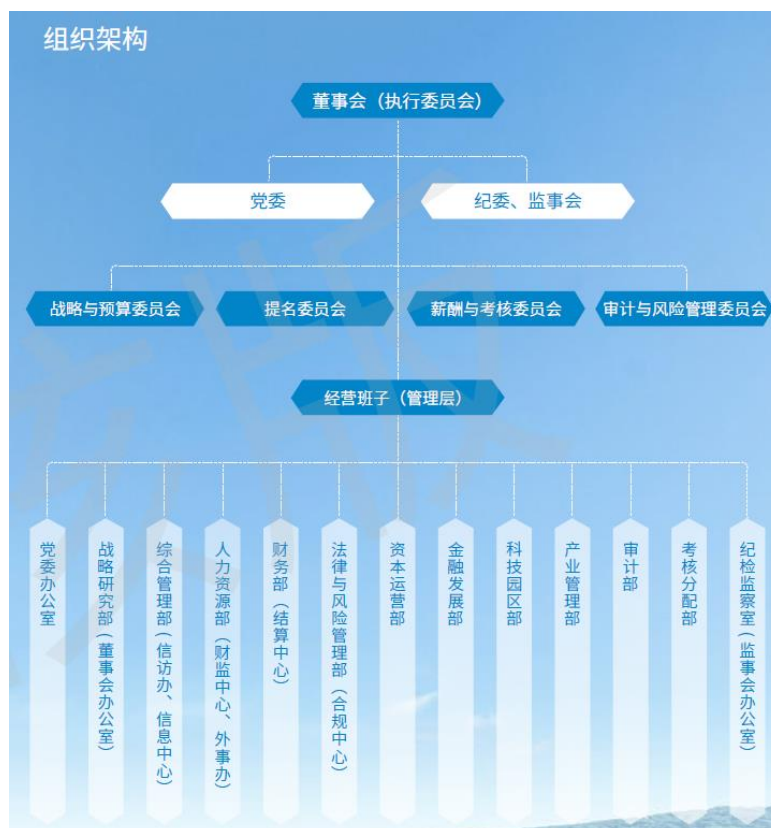 组织架构
董事会（执行委员会）
党委
纪委、监事会
战略与预算委员会
提名委员会
薪酬与考核委员会
审计与风险管理委员会
经营班子（管理层）
党委办公室
战略研究部（董事会办公室）
综合管理部（信访办、信息中心）
人力资源部（财监中心、外事办）
财务部（结算中心）
法律与风险管理部（合规中心）
资本运营部
金融发展部
科技园区部
产业管理部
审计部
考核分配部
纪检监察室（监事会办公室）